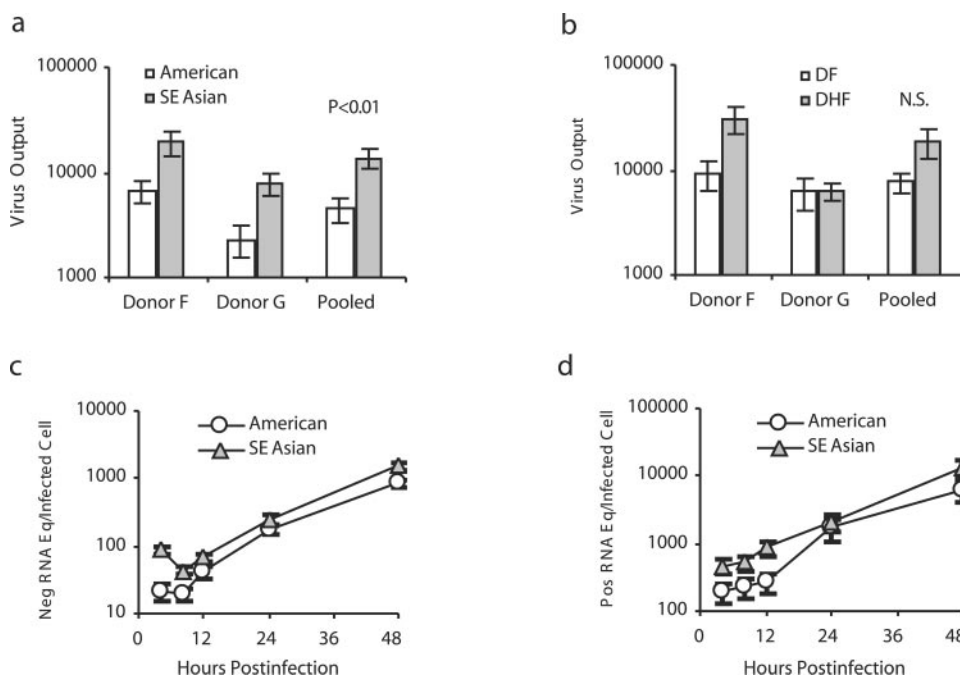 a
100000
10000
1000
Virus Output
American
SE Asian
P<0.01
Donor F Donor G Pooled
b
100000
10000
1000
Virus Output
DF
DHF
N.S.
Donor F Donor G Pooled
c
10000
1000
100
10
Neg RNA Eq/Infected Cell
American
SE Asian
0 12 24 36 48
Hours Postinfection
d
100000
10000
1000
100
Pos RNA Eq/Infected Cell
American
SE Asian
0 12 24 36 48
Hours Postinfection